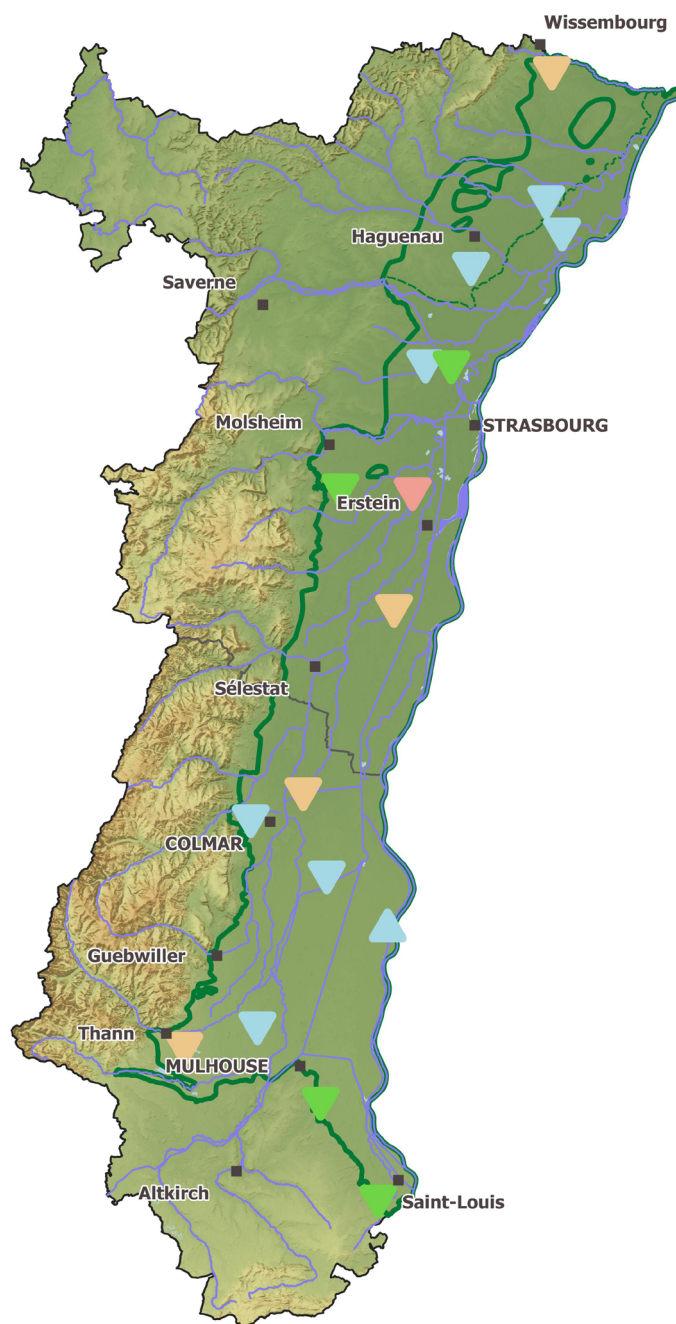 Wissembourg
Haguenau
Saverne
Molsheim
STRASBOURG
Erstein
Sélestat
COLMAR
Guebwiller
Thann
MULHOUSE
Altkirch
Saint-Louis